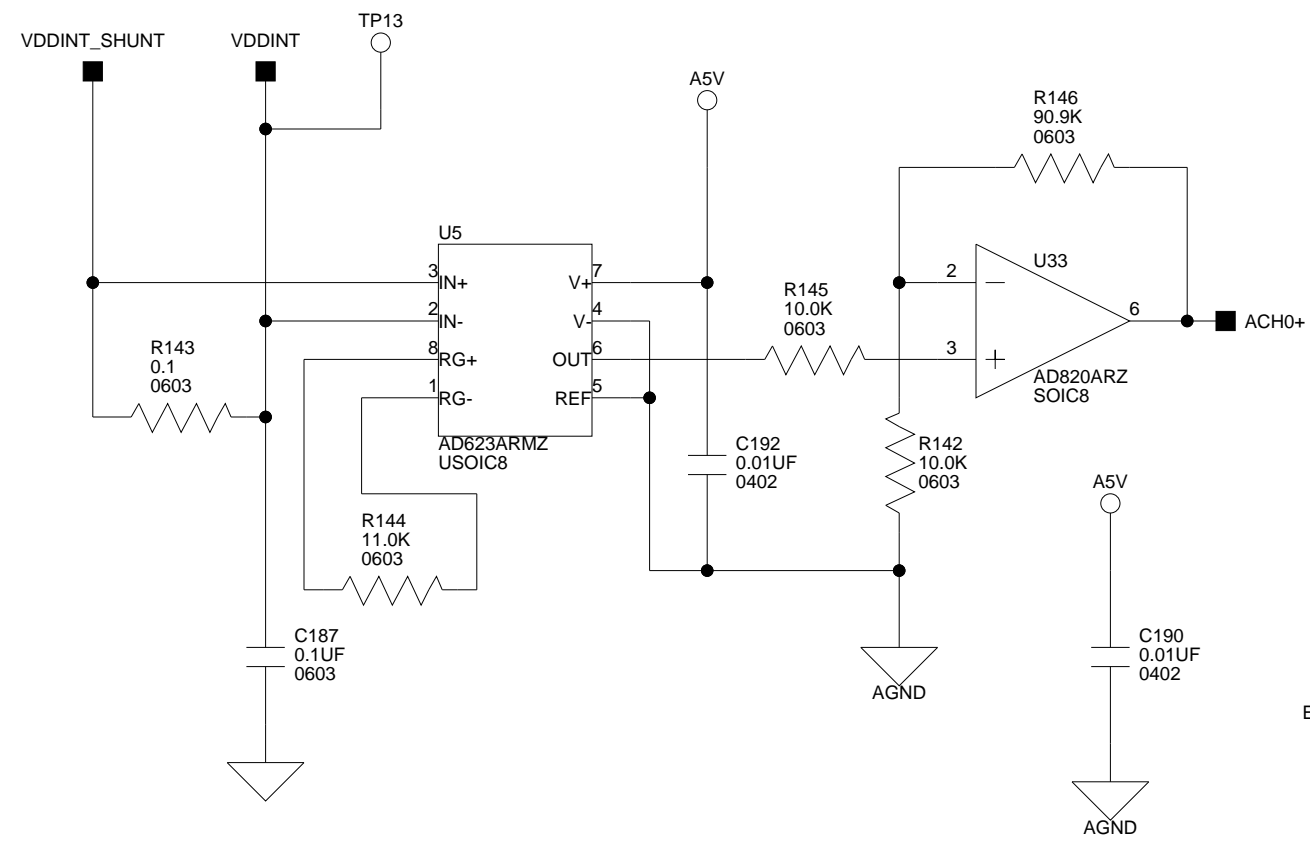 TP13
VDDINT_SHUNT
VDDINT
A5V
R146
90.9K
0603
U5
3
IN+
2
IN-
8
RG+
1
RG-
V+
7
V-
4
OUT
6
REF
5
AD623ARMZ
USOIC8
R143
0.1
0603
R144
11.0K
0603
C187
0.1UF
0603
C192
0.01UF
0402
R145
10.0K
0603
2
3
U33
6
ACH0+
AD820ARZ
SOIC8
R142
10.0K
0603
AGND
A5V
C190
0.01UF
0402
AGND